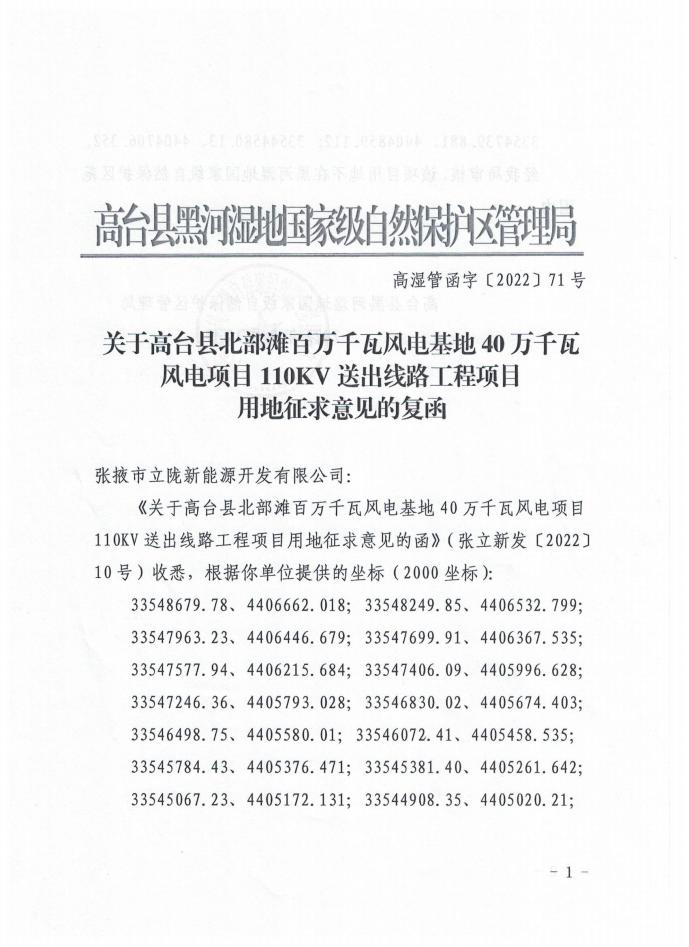 高台县黑河湿地国家级自然保护区管理局
高湿管函字〔2022〕71号
关于高台县北部滩百万千瓦风电基地40万千瓦
风电项目110KV送出线路工程项目
用地征求意见的复函
张掖市立陇新能源开发有限公司：
《关于高台县北部滩百万千瓦风电基地40万千瓦风电项目
110KV送出线路工程项目用地征求意见的函》（张立新发〔2022〕
10号）收悉，根据你单位提供的坐标（2000坐标）：
33548679.78、4406662.018；33548249.85、4406532.799；
33547963.23、4406446.679；33547699.91、4406367.535；
33547577.94、4406215.684；33547406.09、4405996.628；
33547246.36、4405793.028；33546830.02、4405674.403；
33546498.75、4405580.01；33546072.41、4405458.535；
33545784.43、4405376.471；33545381.40、4405261.642；
33545067.23、4405172.131；33544908.35、4405020.21；
- 1 -